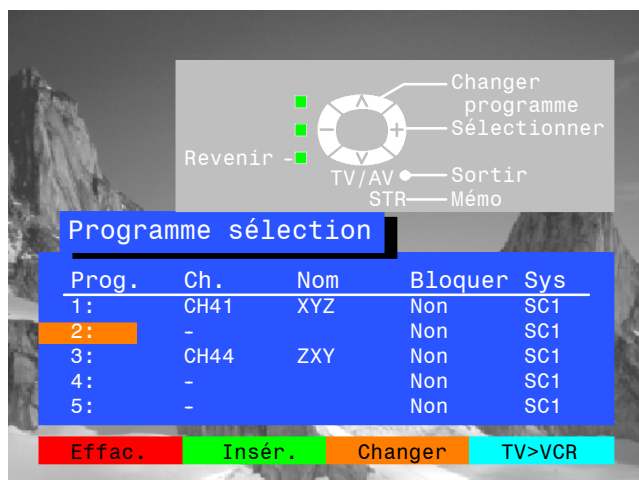 Changer
programme
Sélectionner
Revenir -
TV/AV Sortir
STR Mémo
Programme sélection
Prog. Ch. Nom Bloquer Sys
1: CH41 XYZ Non SC1
2: - Non SC1
3: CH44 ZXY Non SC1
4: - Non SC1
5: - Non SC1
Effac. Insér. Changer TV>VCR